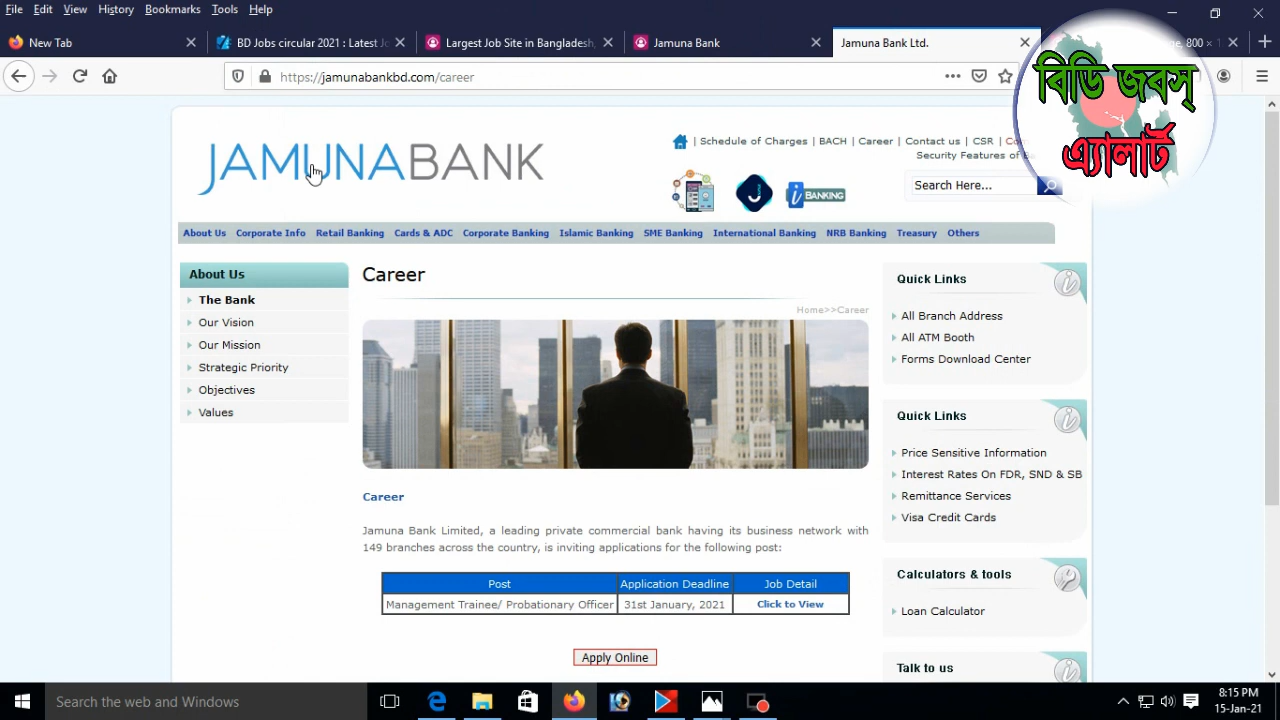 File Edit View History Bookmarks Tools Help
New Tab
BD Jobs circular 2021 : Latest
Largest Job Site in Bangladesh,
Jamuna Bank
Jamuna Bank Ltd.
800 × 1
https://jamunabankbd.com/career
বিডি জবস্
এ্যালার্ট
JAMUNABANK
| Schedule of Charges | BACH | Career | Contact us | CSR |
Security Features of
i BANKING
Search Here...
About Us Corporate Info Retail Banking Cards & ADC Corporate Banking Islamic Banking SME Banking International Banking NRB Banking Treasury Others
About Us
The Bank
Our Vision
Our Mission
Strategic Priority
Objectives
Values
Career
Home>>Career
Career
Jamuna Bank Limited, a leading private commercial bank having its business network with
149 branches across the country, is inviting applications for the following post:
Post Application Deadline Job Detail
Management Trainee/ Probationary Officer 31st January, 2021 Click to View
Apply Online
Quick Links
All Branch Address
All ATM Booth
Forms Download Center
Quick Links
Price Sensitive Information
Interest Rates On FDR, SND & SB
Remittance Services
Visa Credit Cards
Calculators & tools
Loan Calculator
Talk to us
Search the web and Windows
8:15 PM
15-Jan-21